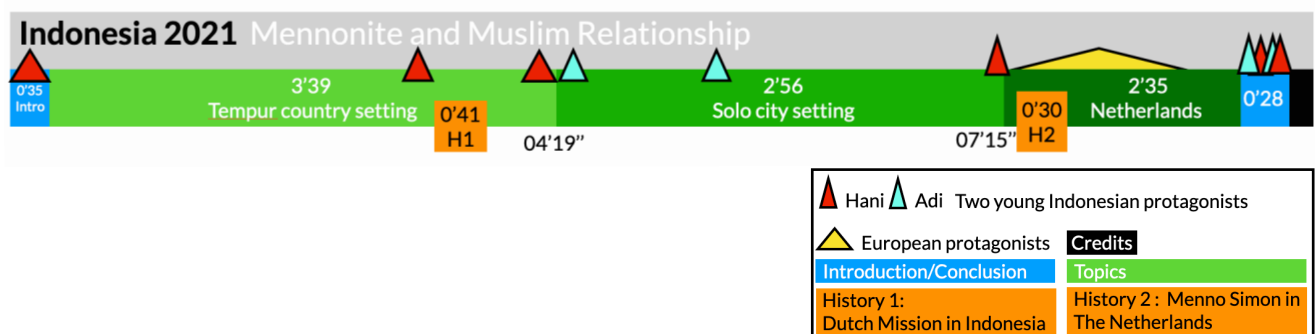 Indonesia 2021 Mennonite and Muslim Relationship
0’35
Intro
3’39
Tempur country setting
0’41
H1
04’19”
2’56
Solo city setting
07’15”
0’30
H2
2’35
Netherlands
0’28
Hani Adi Two young Indonesian protagonists
European protagonists Credits
Introduction/Conclusion Topics
History 1:
Dutch Mission in Indonesia
History 2 : Menno Simon in
The Netherlands